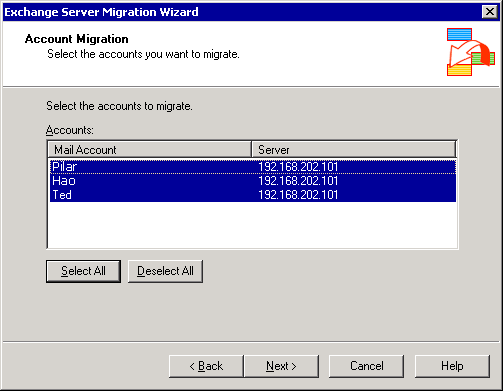 Exchange Server Migration Wizard
Account Migration
Select the accounts you want to migrate.
Select the accounts to migrate.
Accounts:
Mail Account Server
Pilar 192.168.202.101
Hao 192.168.202.101
Ted 192.168.202.101
Select All Deselect All
< Back Next > Cancel Help